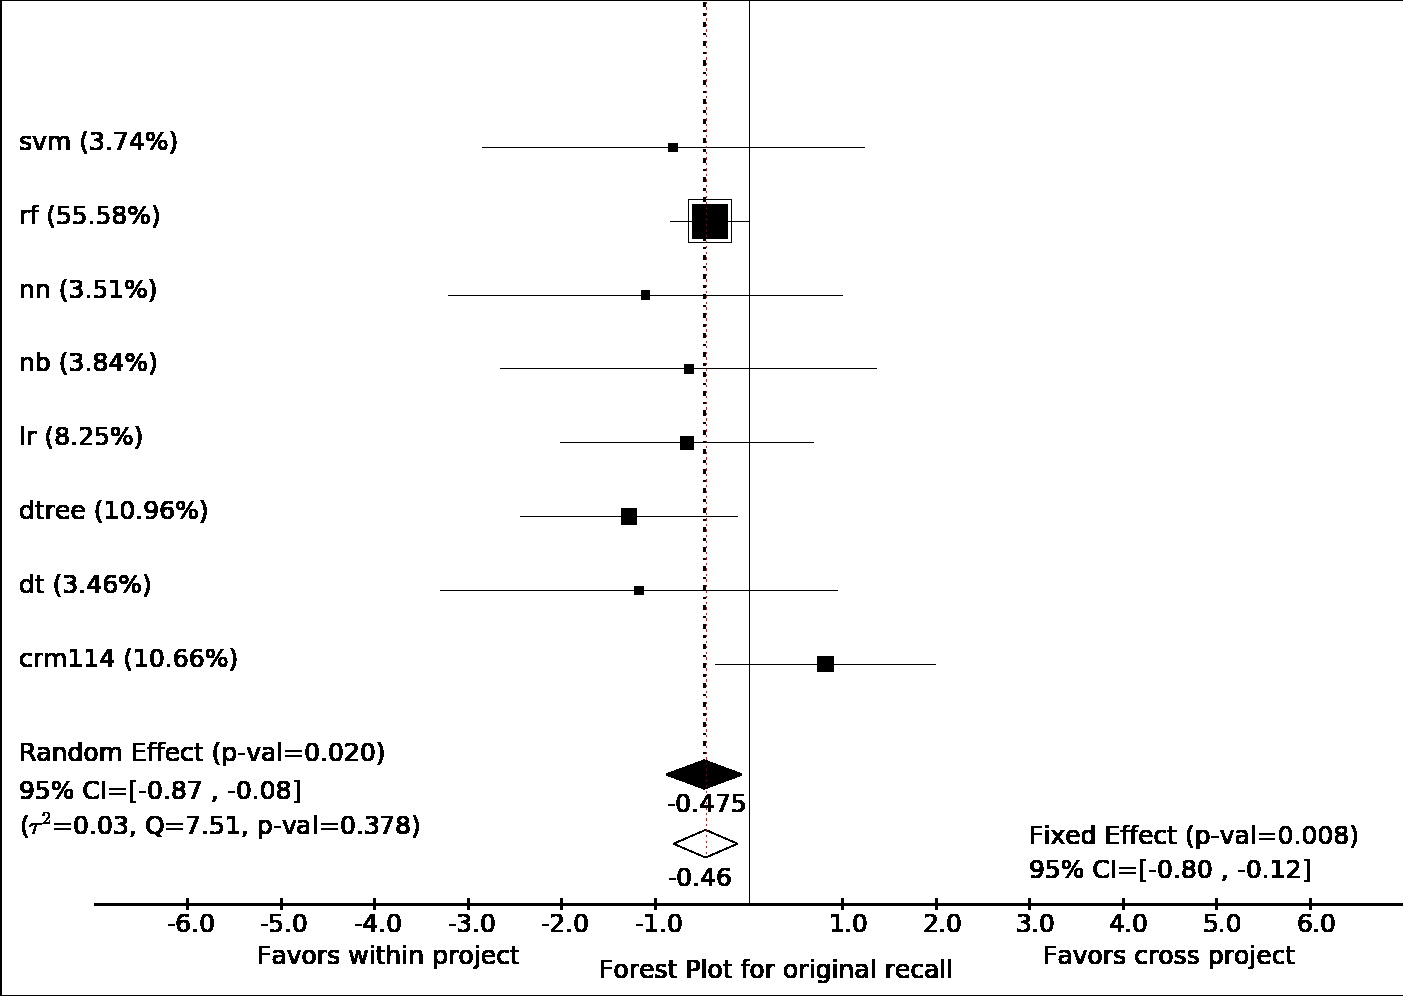 svm (3.74%)
rf (55.58%)
nn (3.51%)
nb (3.84%)
lr (8.25%)
dtree (10.96%)
dt (3.46%)
crm114 (10.66%)
Random Effect (p-val=0.020)
95% CI=[-0.87 , -0.08]
(τ²=0.03, Q=7.51, p-val=0.378)
-0.475
-0.46
Fixed Effect (p-val=0.008)
95% CI=[-0.80 , -0.12]
-6.0 -5.0 -4.0 -3.0 -2.0 -1.0 1.0 2.0 3.0 4.0 5.0 6.0
Favors within project
Favors cross project
Forest Plot for original recall